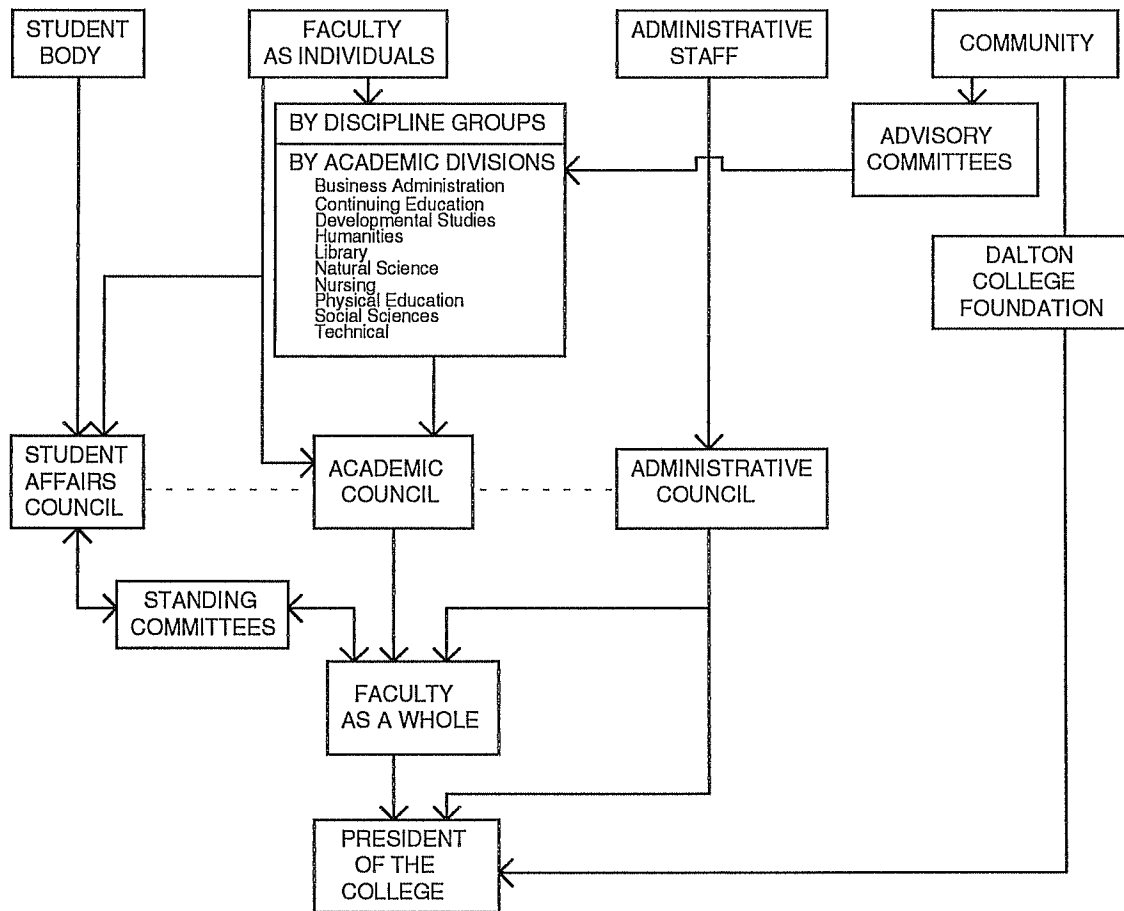 STUDENT
BODY
FACULTY
AS INDIVIDUALS
ADMINISTRATIVE
STAFF
COMMUNITY
BY DISCIPLINE GROUPS
BY ACADEMIC DIVISIONS
Business Administration
Continuing Education
Developmental Studies
Humanities
Library
Natural Science
Nursing
Physical Education
Social Sciences
Technical
ADVISORY
COMMITTEES
DALTON
COLLEGE
FOUNDATION
STUDENT
AFFAIRS
COUNCIL
ACADEMIC
COUNCIL
ADMINISTRATIVE
COUNCIL
STANDING
COMMITTEES
FACULTY
AS A WHOLE
PRESIDENT
OF THE
COLLEGE